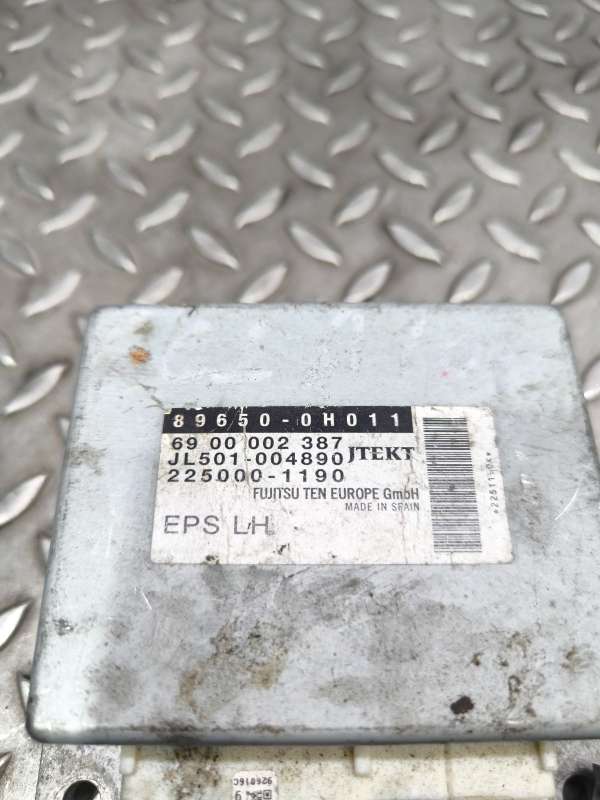 89650-0H011
69 00 002 387
JL501-004890 JTEKT
225000-1190
FUJITSU TEN EUROPE GmbH
MADE IN SPAIN
EPS LH
926016C